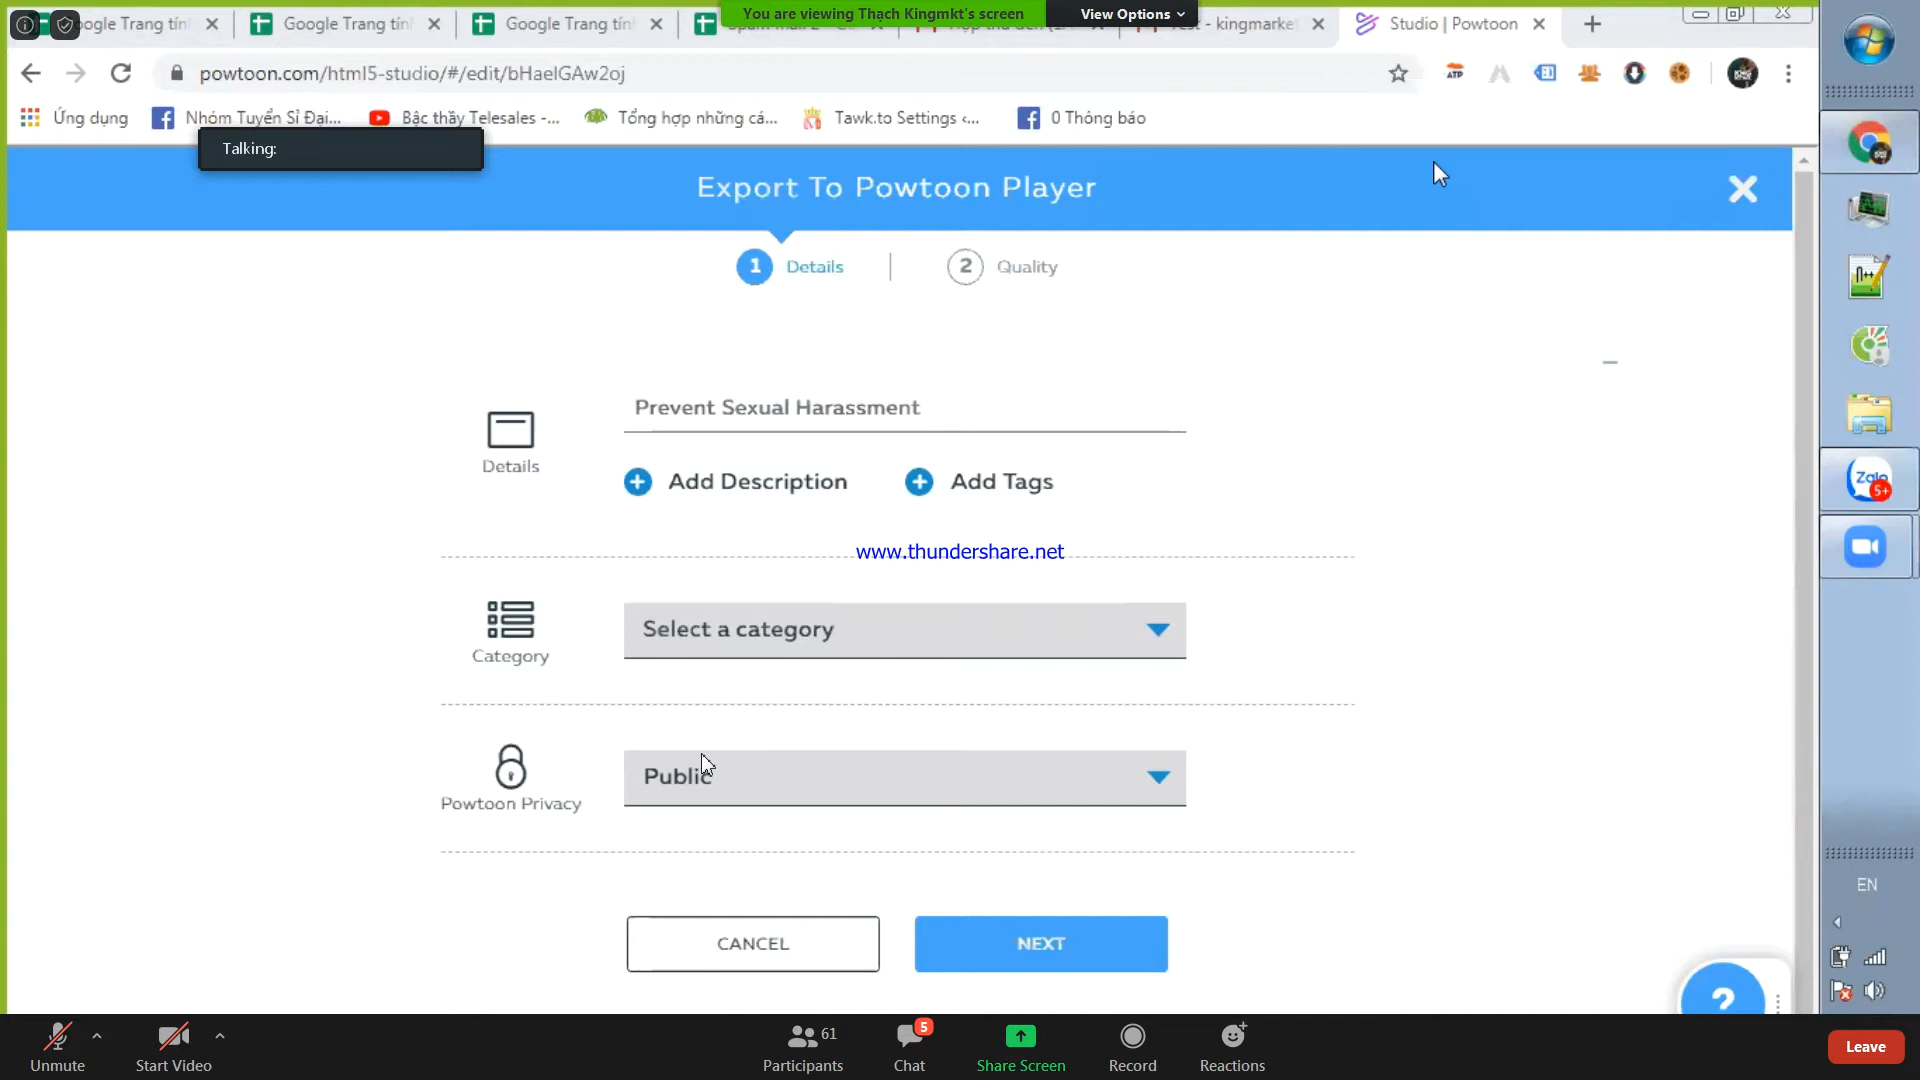 You are viewing Thạch Kingmkt's screen
View Options
Google Trang tín
Google Trang tín
Studio | Powtoon
kingmarket
powtoon.com/html5-studio/#/edit/bHaelGAw2oj
ATP
Ứng dụng
Nhóm Tuyển Sỉ Đại...
Bậc thầy Telesales -...
Tổng hợp những cá...
Tawk.to Settings ‹...
0 Thông báo
Talking:
Export To Powtoon Player
1 Details
2 Quality
Prevent Sexual Harassment
Details
Add Description
Add Tags
www.thundershare.net
Select a category
Category
Public
Powtoon Privacy
CANCEL
NEXT
?
Zalo
5+
EN
Unmute
Start Video
61
Participants
5
Chat
Share Screen
Record
Reactions
Leave